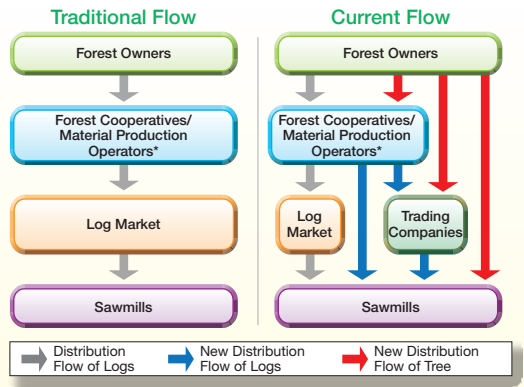 Traditional Flow
Forest Owners
Forest Cooperatives/
Material Production
Operators*
Log Market
Sawmills
Current Flow
Forest Owners
Forest Cooperatives/
Material Production
Operators*
Log
Market
Trading
Companies
Sawmills
Distribution
Flow of Logs
New Distribution
Flow of Logs
New Distribution
Flow of Tree